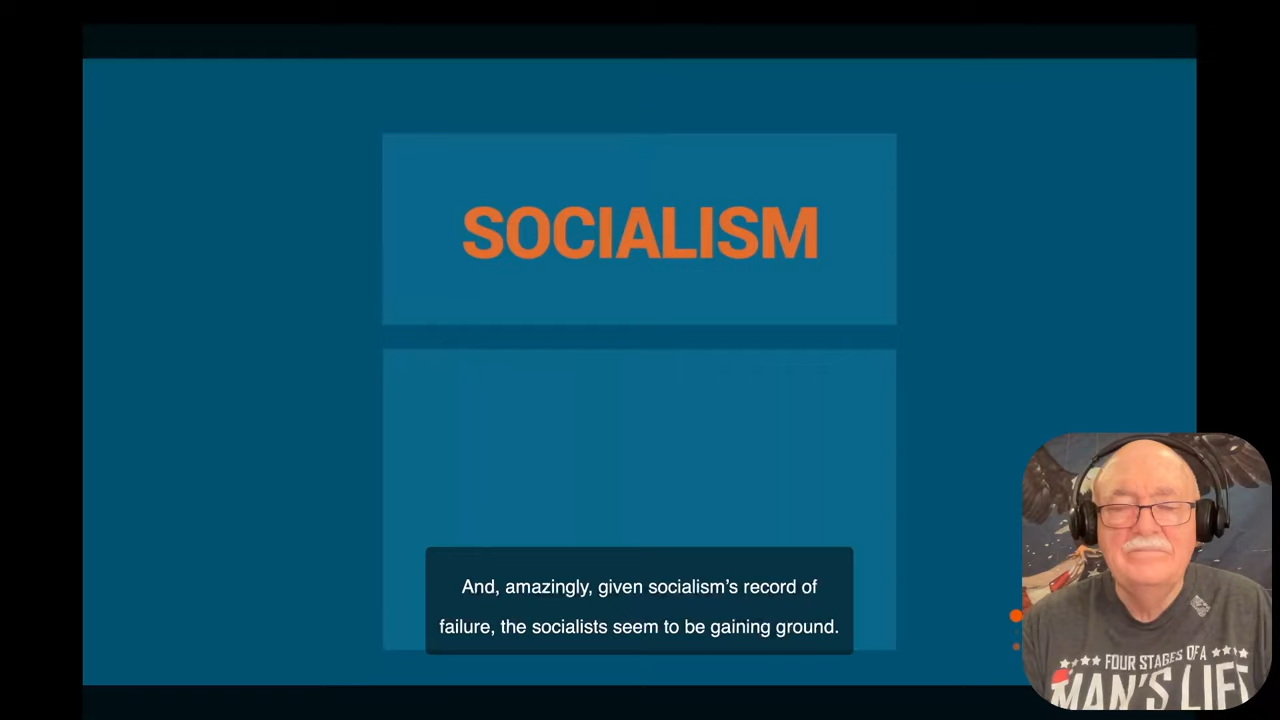 SOCIALISM
And, amazingly, given socialism's record of
failure, the socialists seem to be gaining ground.
FOUR STAGES OF A
MAN'S LIFE